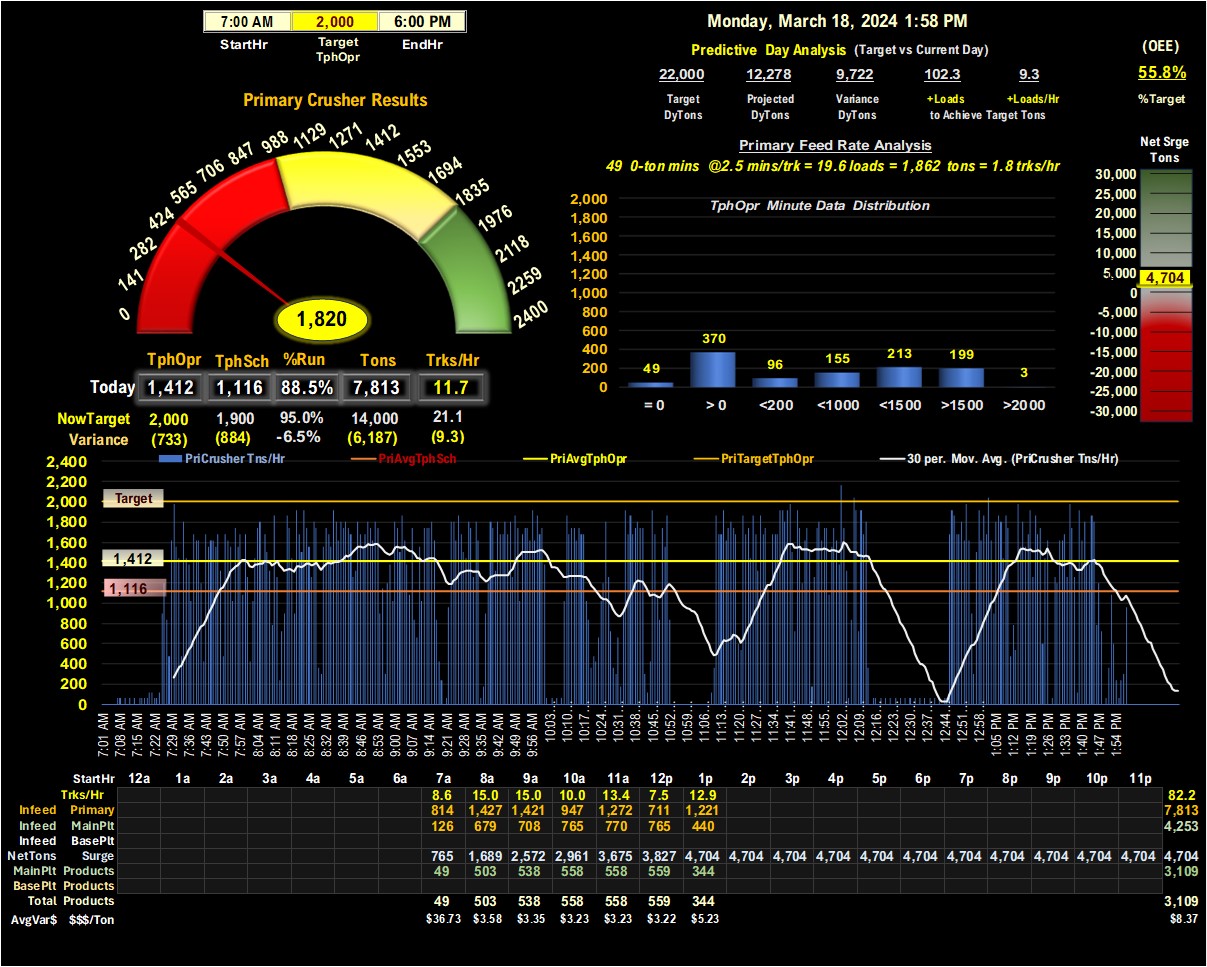 7:00 AM 2,000 6:00 PM
StartHr Target TphOpr EndHr
Monday, March 18, 2024 1:58 PM
Predictive Day Analysis (Target vs Current Day)
(OEE)
22,000 12,278 9,722 102.3 9.3
55.8%
Target DyTons Projected DyTons Variance DyTons +Loads +Loads/Hr
to Achieve Target Tons
%Target
Primary Crusher Results
0 141 282 424 565 706 847 988 1129 1271 1412 1553 1694 1835 1976 2118 2259 2400
1,820
Primary Feed Rate Analysis
49 0-ton mins @2.5 mins/trk = 19.6 loads = 1,862 tons = 1.8 trks/hr
TphOpr Minute Data Distribution
2,000
1,800
1,600
1,400
1,200
1,000
800
600
400
200
0
49 370 96 155 213 199 3
= 0 > 0 <200 <1000 <1500 >1500 >2000
Net Srge
Tons
30,000
25,000
20,000
15,000
10,000
5,000
4,704
0
-5,000
-10,000
-15,000
-20,000
-25,000
-30,000
TphOpr TphSch %Run Tons Trks/Hr
Today 1,412 1,116 88.5% 7,813 11.7
NowTarget 2,000 1,900 95.0% 14,000 21.1
Variance (733) (884) -6.5% (6,187) (9.3)
PriCrusher Tns/Hr PriAvgTphSch PriAvgTphOpr PriTargetTphOpr 30 per. Mov. Avg. (PriCrusher Tns/Hr)
2,400
2,200
2,000
1,800
1,600
1,400
1,200
1,000
800
600
400
200
0
Target
1,412
1,116
7:01 AM 7:08 AM 7:15 AM 7:22 AM 7:29 AM 7:36 AM 7:43 AM 7:50 AM 7:57 AM 8:04 AM 8:11 AM 8:18 AM 8:25 AM 8:32 AM 8:39 AM 8:46 AM 8:53 AM 9:00 AM 9:07 AM 9:14 AM 9:21 AM 9:28 AM 9:35 AM 9:42 AM 9:49 AM 9:56 AM 10:03… 10:10… 10:17… 10:24… 10:31… 10:38… 10:45… 10:52… 10:59… 11:06… 11:13… 11:20… 11:27… 11:34… 11:41… 11:48… 11:55… 12:02… 12:09… 12:16… 12:23… 12:30… 12:37… 12:44… 12:51… 12:58… 1:05 PM 1:12 PM 1:19 PM 1:26 PM 1:33 PM 1:40 PM 1:47 PM 1:54 PM
StartHr 12a 1a 2a 3a 4a 5a 6a 7a 8a 9a 10a 11a 12p 1p 2p 3p 4p 5p 6p 7p 8p 9p 10p 11p
Trks/Hr 8.6 15.0 15.0 10.0 13.4 7.5 12.9 82.2
Infeed Primary 814 1,427 1,421 947 1,272 711 1,221 7,813
Infeed MainPlt 126 679 708 765 770 765 440 4,253
Infeed BasePlt
NetTons Surge 765 1,689 2,572 2,961 3,675 3,827 4,704 4,704 4,704 4,704 4,704 4,704 4,704 4,704 4,704 4,704 4,704 4,704
MainPlt Products 49 503 538 558 558 559 344 3,109
BasePlt Products
Total Products 49 503 538 558 558 559 344 3,109
AvgVar$ $$$/Ton $36.73 $3.58 $3.35 $3.23 $3.23 $3.22 $5.23 $8.37